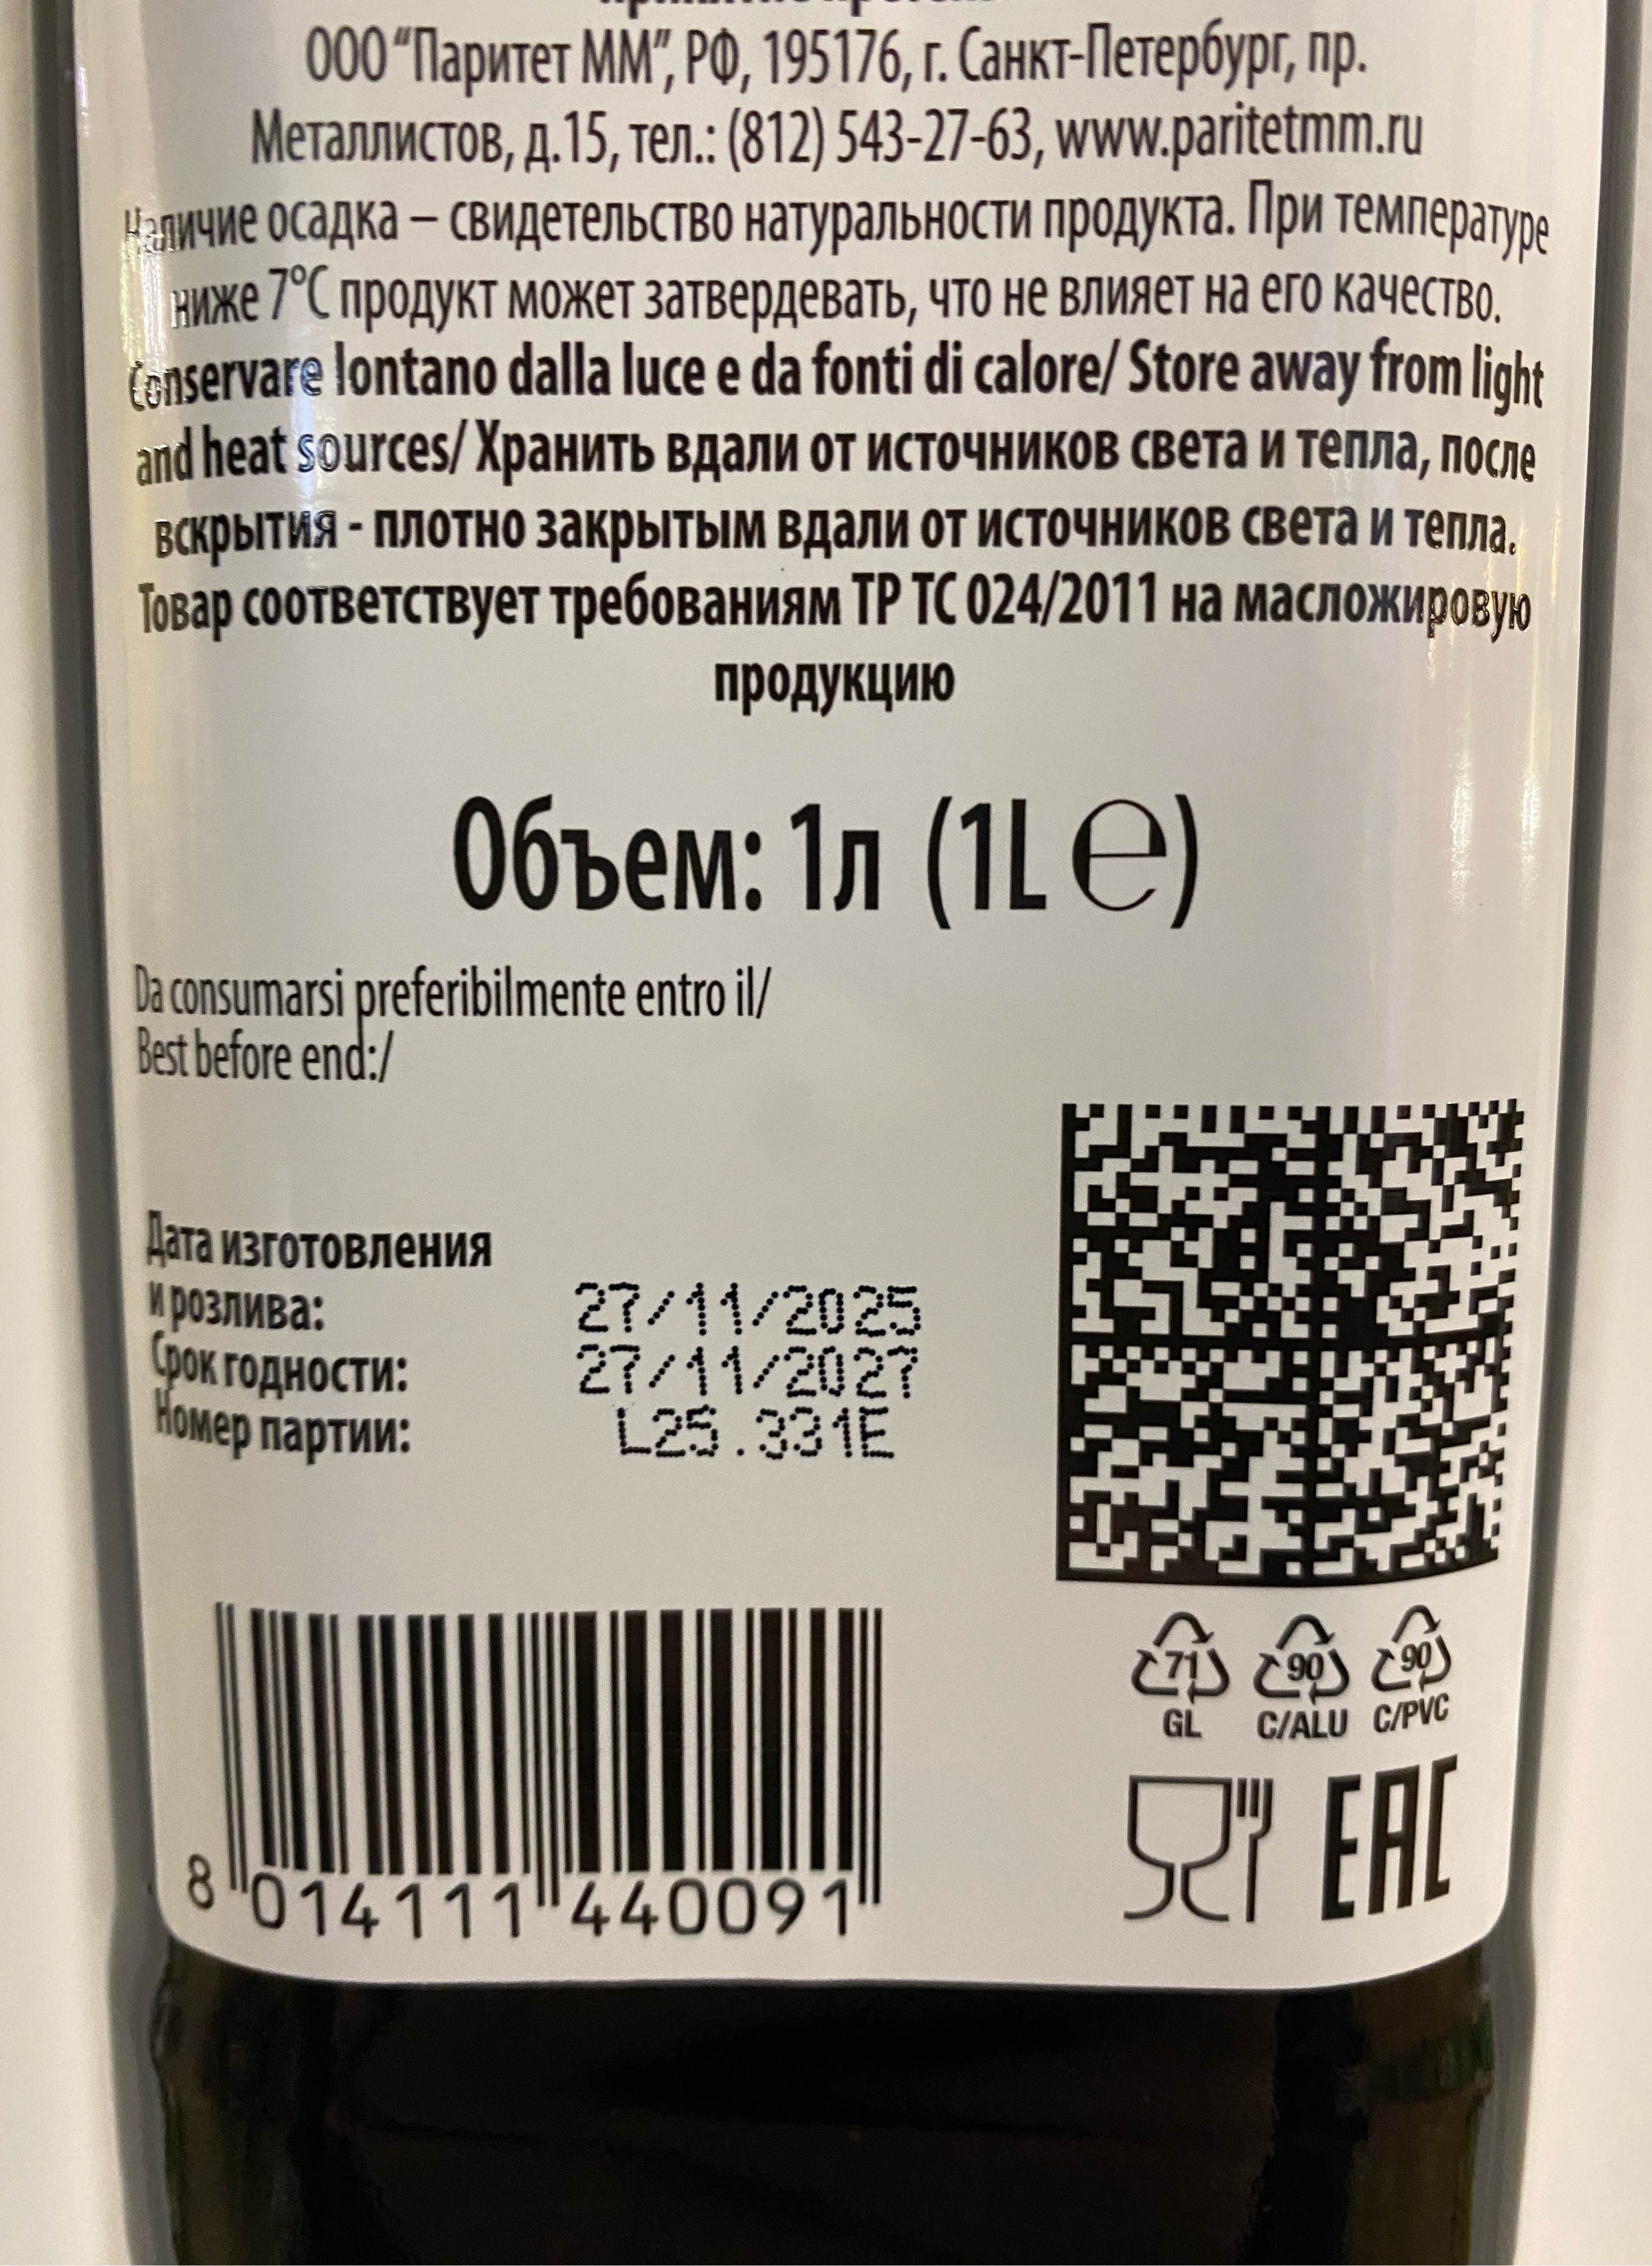 ООО “Паритет ММ”, РФ, 195176, г. Санкт-Петербург, пр.
Металлистов, д.15, тел.: (812) 543-27-63, www.paritetmm.ru
Наличие осадка – свидетельство натуральности продукта. При температуре
ниже 7°C продукт может затвердевать, что не влияет на его качество.
Conservare lontano dalla luce e da fonti di calore/ Store away from light
and heat sources/ Хранить вдали от источников света и тепла, после
вскрытия - плотно закрытым вдали от источников света и тепла.
Товар соответствует требованиям ТР ТС 024/2011 на масложировую
продукцию
Объем: 1л (1L ℮)
Da consumarsi preferibilmente entro il/
Best before end:/
Дата изготовления
и розлива: 27/11/2025
Срок годности: 27/11/2027
Номер партии: L25.331E
71 90 90
GL C/ALU C/PVC
EAC
8 014111 440091